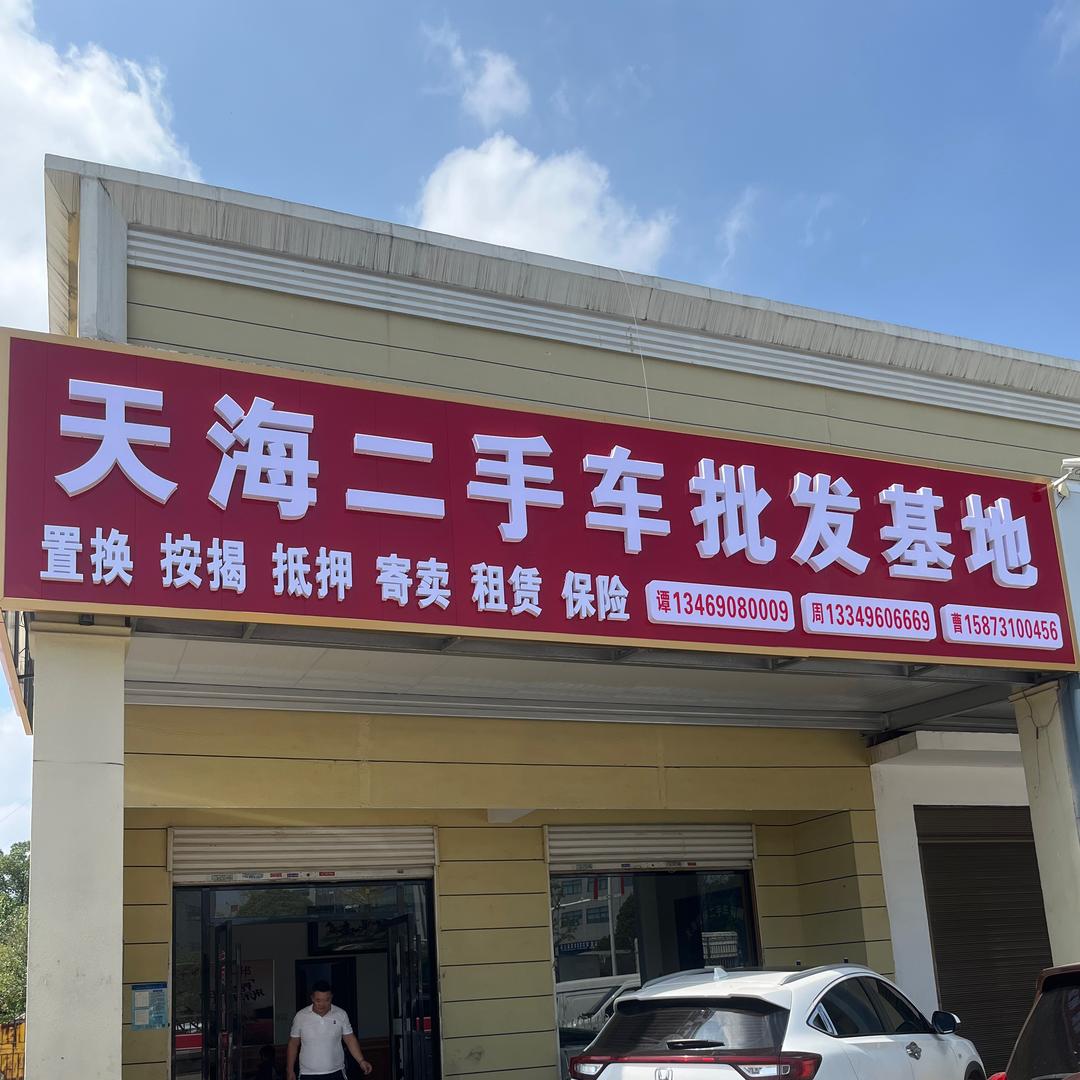 天海二手车批发基地
置换 按揭 抵押 寄卖 租赁 保险 谭13469080009 周13349606669 曹15873100456